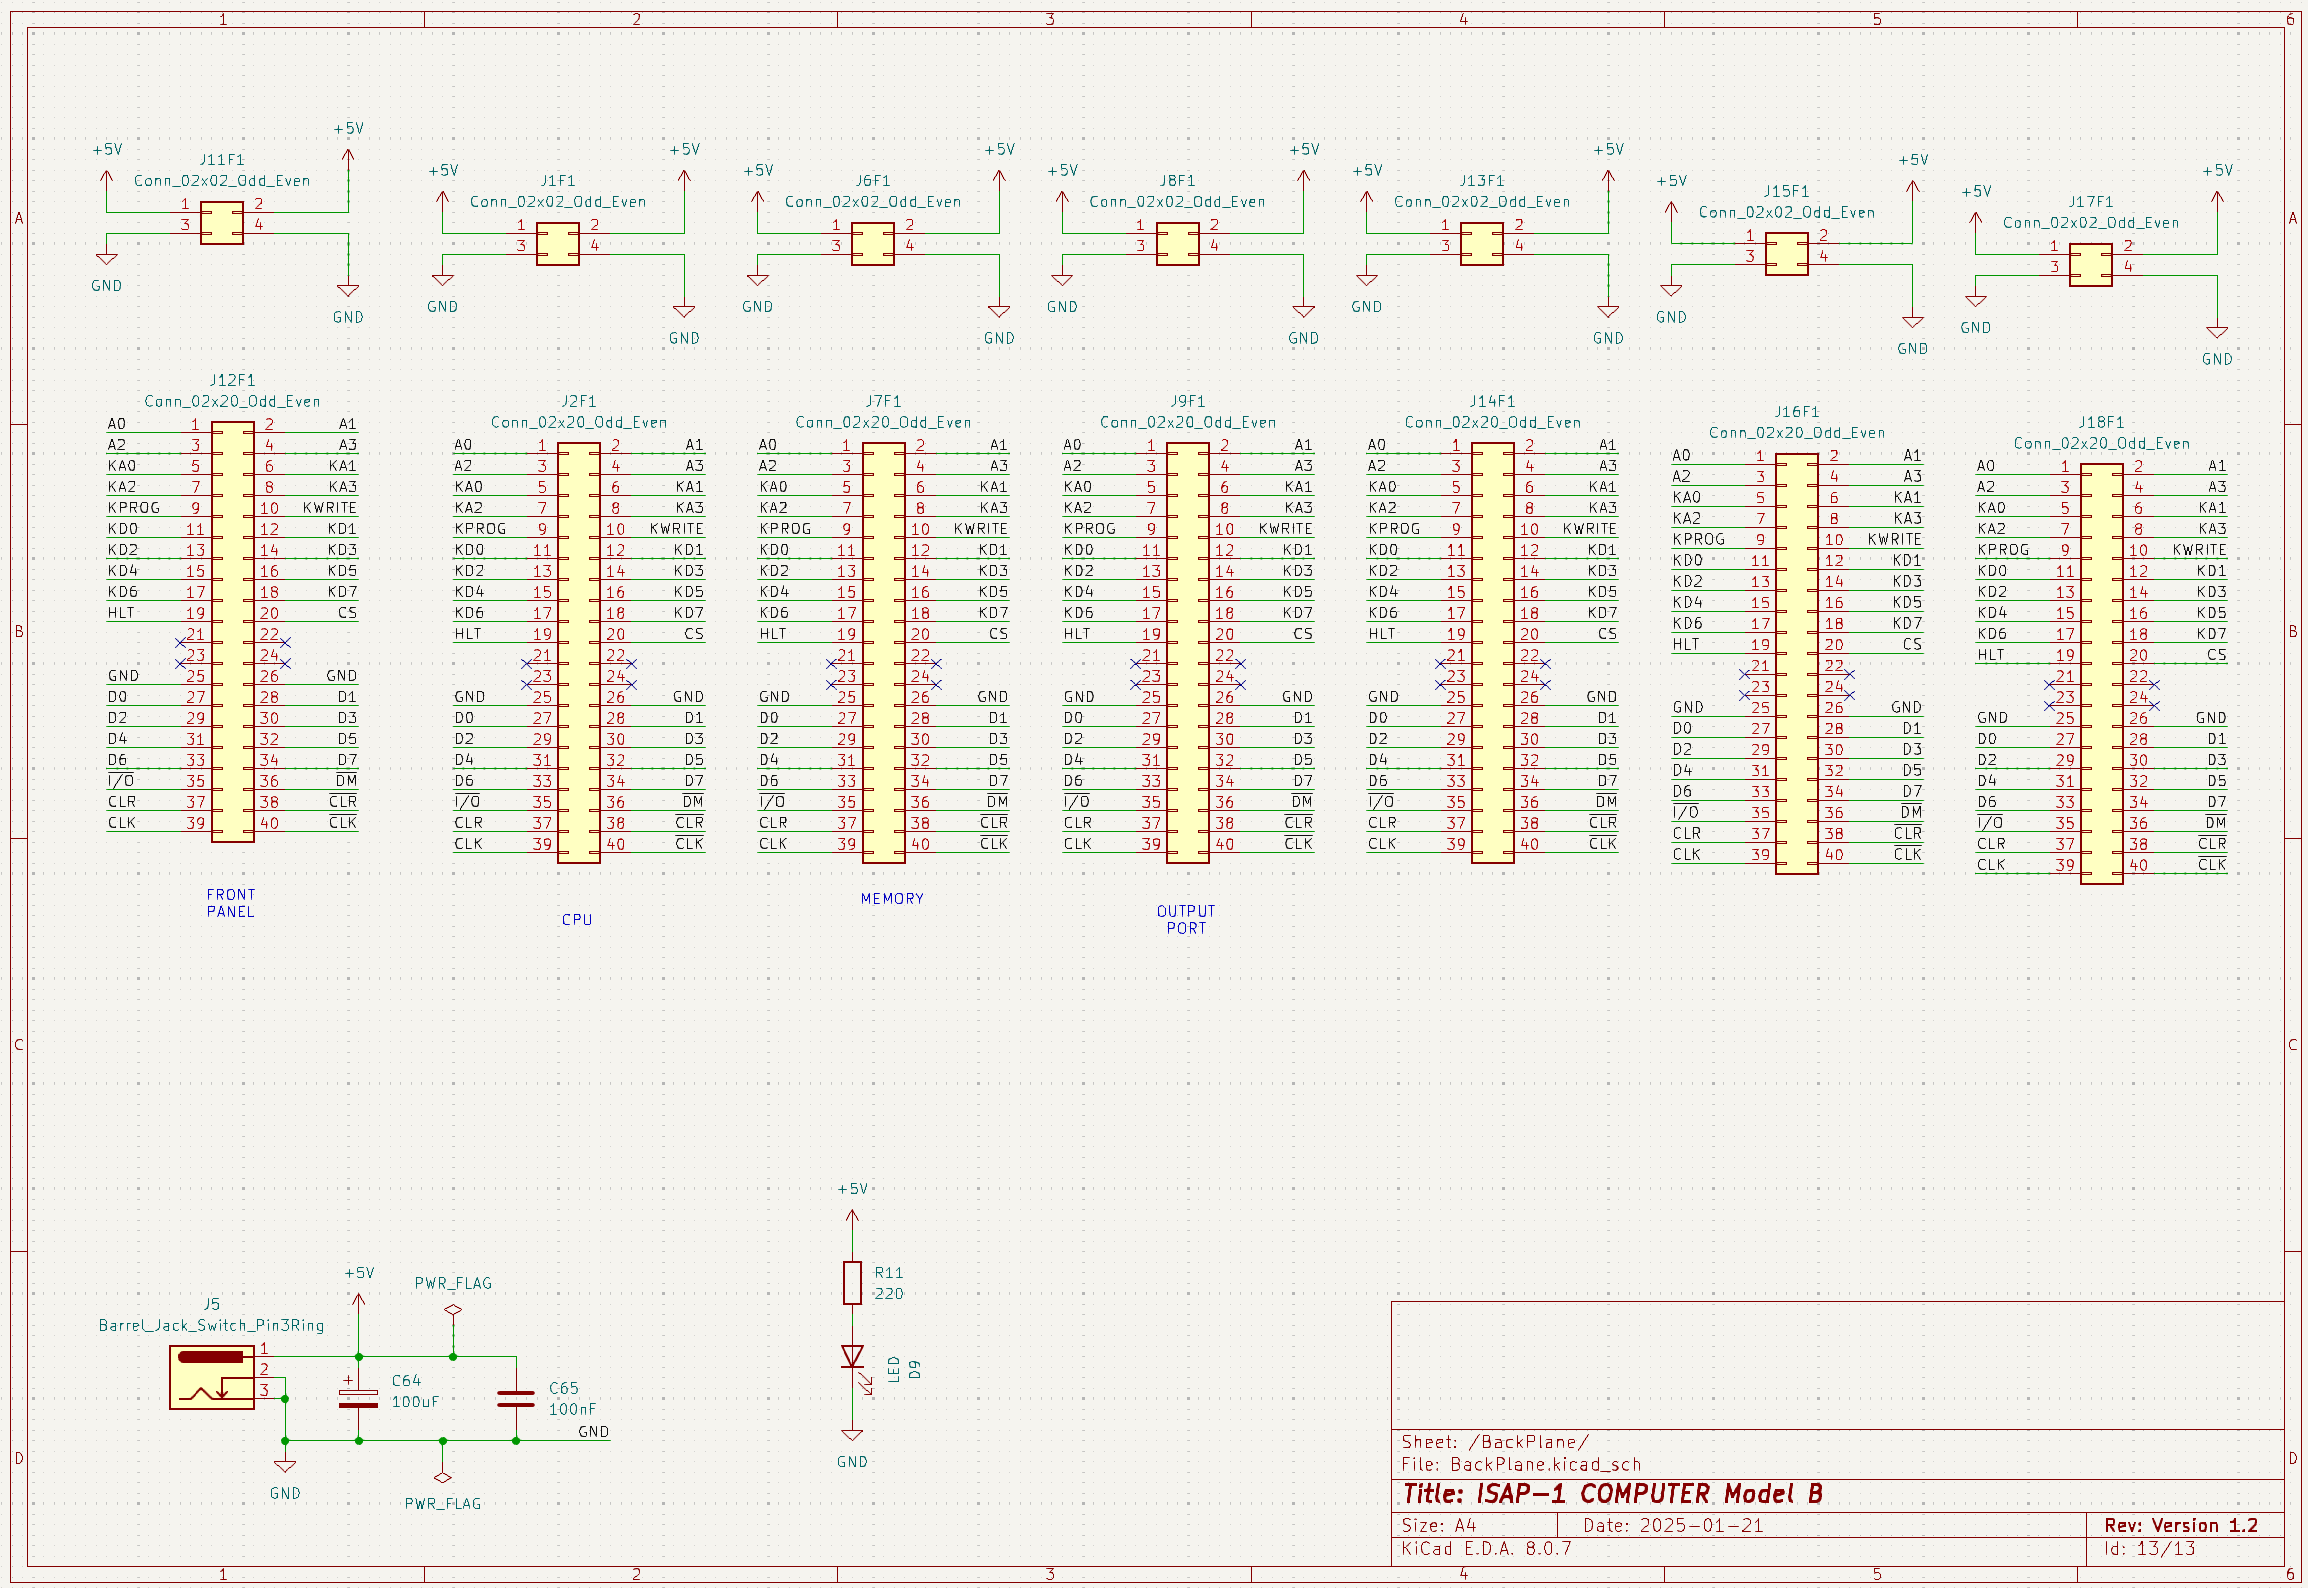 1 2 3 4 5 6
A
+5V +5V
J11F1
Conn_02x02_Odd_Even
1 2
3 4
GND GND
+5V +5V
J1F1
Conn_02x02_Odd_Even
1 2
3 4
GND GND
+5V +5V
J6F1
Conn_02x02_Odd_Even
1 2
3 4
GND GND
+5V +5V
J8F1
Conn_02x02_Odd_Even
1 2
3 4
GND GND
+5V +5V
J13F1
Conn_02x02_Odd_Even
1 2
3 4
GND GND
+5V +5V
J15F1
Conn_02x02_Odd_Even
1 2
3 4
GND GND
+5V +5V
J17F1
Conn_02x02_Odd_Even
1 2
3 4
GND GND
A
B
J12F1
Conn_02x20_Odd_Even
A0 1 2 A1
A2 3 4 A3
KA0 5 6 KA1
KA2 7 8 KA3
KPROG 9 10 KWRITE
KD0 11 12 KD1
KD2 13 14 KD3
KD4 15 16 KD5
KD6 17 18 KD7
HLT 19 20 CS
21 22
23 24
GND 25 26 GND
D0 27 28 D1
D2 29 30 D3
D4 31 32 D5
D6 33 34 D7
I/O 35 36 DM
CLR 37 38 CLR
CLK 39 40 CLK
FRONT
PANEL
J2F1
Conn_02x20_Odd_Even
A0 1 2 A1
A2 3 4 A3
KA0 5 6 KA1
KA2 7 8 KA3
KPROG 9 10 KWRITE
KD0 11 12 KD1
KD2 13 14 KD3
KD4 15 16 KD5
KD6 17 18 KD7
HLT 19 20 CS
21 22
23 24
GND 25 26 GND
D0 27 28 D1
D2 29 30 D3
D4 31 32 D5
D6 33 34 D7
I/O 35 36 DM
CLR 37 38 CLR
CLK 39 40 CLK
CPU
J7F1
Conn_02x20_Odd_Even
A0 1 2 A1
A2 3 4 A3
KA0 5 6 KA1
KA2 7 8 KA3
KPROG 9 10 KWRITE
KD0 11 12 KD1
KD2 13 14 KD3
KD4 15 16 KD5
KD6 17 18 KD7
HLT 19 20 CS
21 22
23 24
GND 25 26 GND
D0 27 28 D1
D2 29 30 D3
D4 31 32 D5
D6 33 34 D7
I/O 35 36 DM
CLR 37 38 CLR
CLK 39 40 CLK
MEMORY
J9F1
Conn_02x20_Odd_Even
A0 1 2 A1
A2 3 4 A3
KA0 5 6 KA1
KA2 7 8 KA3
KPROG 9 10 KWRITE
KD0 11 12 KD1
KD2 13 14 KD3
KD4 15 16 KD5
KD6 17 18 KD7
HLT 19 20 CS
21 22
23 24
GND 25 26 GND
D0 27 28 D1
D2 29 30 D3
D4 31 32 D5
D6 33 34 D7
I/O 35 36 DM
CLR 37 38 CLR
CLK 39 40 CLK
OUTPUT
PORT
J14F1
Conn_02x20_Odd_Even
A0 1 2 A1
A2 3 4 A3
KA0 5 6 KA1
KA2 7 8 KA3
KPROG 9 10 KWRITE
KD0 11 12 KD1
KD2 13 14 KD3
KD4 15 16 KD5
KD6 17 18 KD7
HLT 19 20 CS
21 22
23 24
GND 25 26 GND
D0 27 28 D1
D2 29 30 D3
D4 31 32 D5
D6 33 34 D7
I/O 35 36 DM
CLR 37 38 CLR
CLK 39 40 CLK
J16F1
Conn_02x20_Odd_Even
A0 1 2 A1
A2 3 4 A3
KA0 5 6 KA1
KA2 7 8 KA3
KPROG 9 10 KWRITE
KD0 11 12 KD1
KD2 13 14 KD3
KD4 15 16 KD5
KD6 17 18 KD7
HLT 19 20 CS
21 22
23 24
GND 25 26 GND
D0 27 28 D1
D2 29 30 D3
D4 31 32 D5
D6 33 34 D7
I/O 35 36 DM
CLR 37 38 CLR
CLK 39 40 CLK
J18F1
Conn_02x20_Odd_Even
A0 1 2 A1
A2 3 4 A3
KA0 5 6 KA1
KA2 7 8 KA3
KPROG 9 10 KWRITE
KD0 11 12 KD1
KD2 13 14 KD3
KD4 15 16 KD5
KD6 17 18 KD7
HLT 19 20 CS
21 22
23 24
GND 25 26 GND
D0 27 28 D1
D2 29 30 D3
D4 31 32 D5
D6 33 34 D7
I/O 35 36 DM
CLR 37 38 CLR
CLK 39 40 CLK
B
C C
D
J5
Barrel_Jack_Switch_Pin3Ring
1
2
3
+5V
PWR_FLAG
+
C64
100uF
C65
100nF
GND
GND
PWR_FLAG
+5V
R11
220
LED
D9
GND
Sheet: /BackPlane/
File: BackPlane.kicad_sch
Title: ISAP-1 COMPUTER Model B
Size: A4 Date: 2025-01-21 Rev: Version 1.2
KiCad E.D.A. 8.0.7 Id: 13/13
D
1 2 3 4 5 6